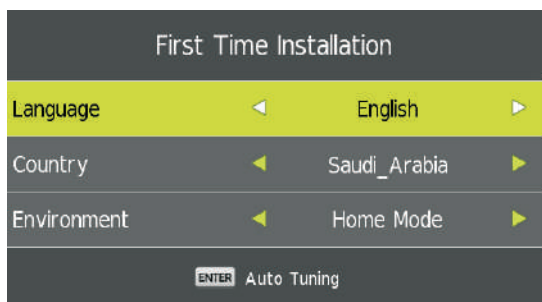 First Time Installation
Language English
Country Saudi_Arabia
Environment Home Mode
ENTER Auto Tuning